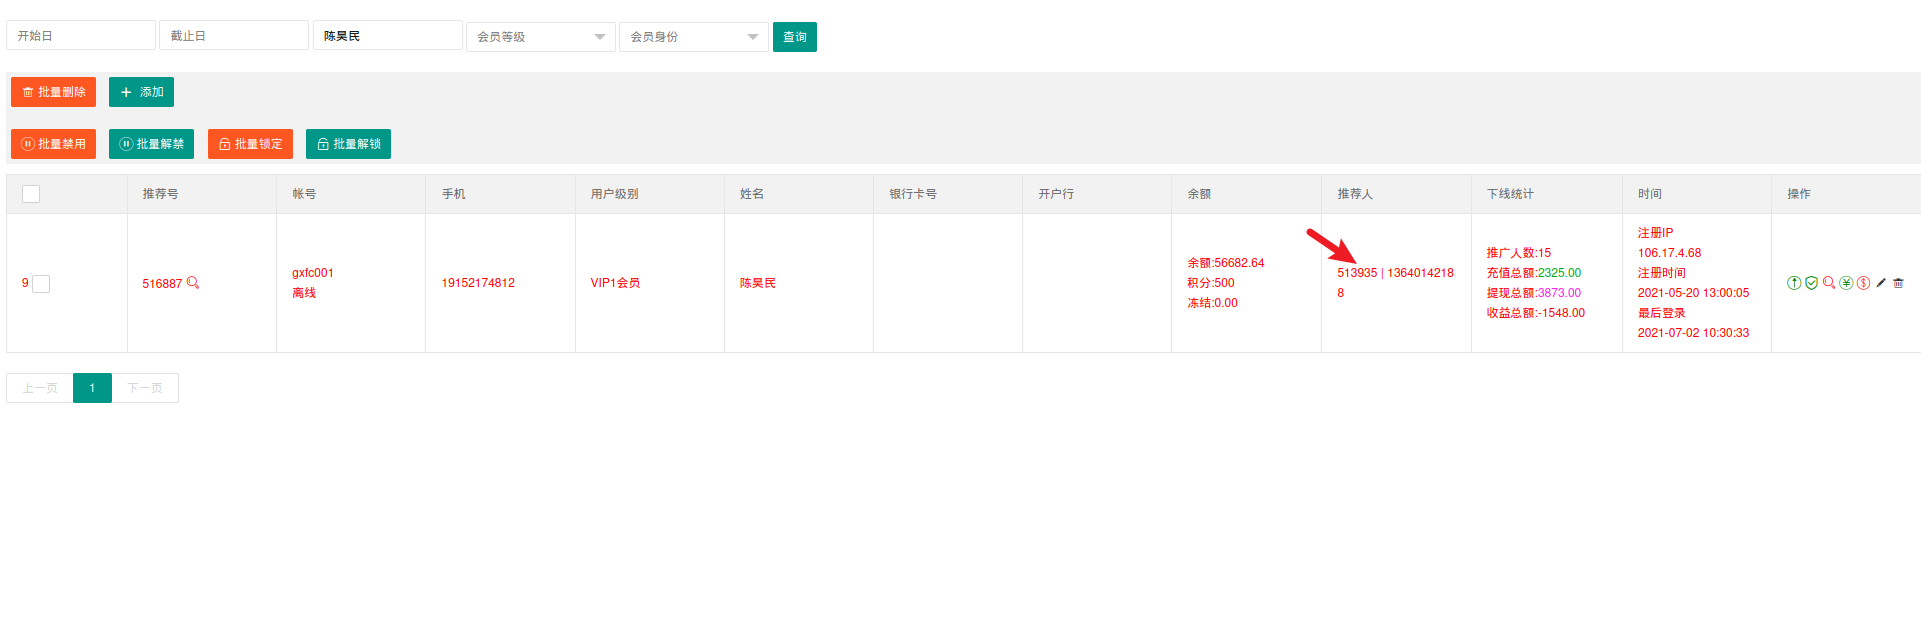 开始日 截止日 陈昊民 会员等级 会员身份 查询
批量删除 添加
批量禁用 批量解禁 批量锁定 批量解锁
推荐号 帐号 手机 用户级别 姓名 银行卡号 开户行 余额 推荐人 下线统计 时间 操作
9
516887
gxfc001
离线
19152174812
VIP1会员
陈昊民
余额:56682.64
积分:500
冻结:0.00
513935 | 1364014218
8
推广人数:15
充值总额:2325.00
提现总额:3873.00
收益总额:-1548.00
注册IP
106.17.4.68
注册时间
2021-05-20 13:00:05
最后登录
2021-07-02 10:30:33
上一页 1 下一页